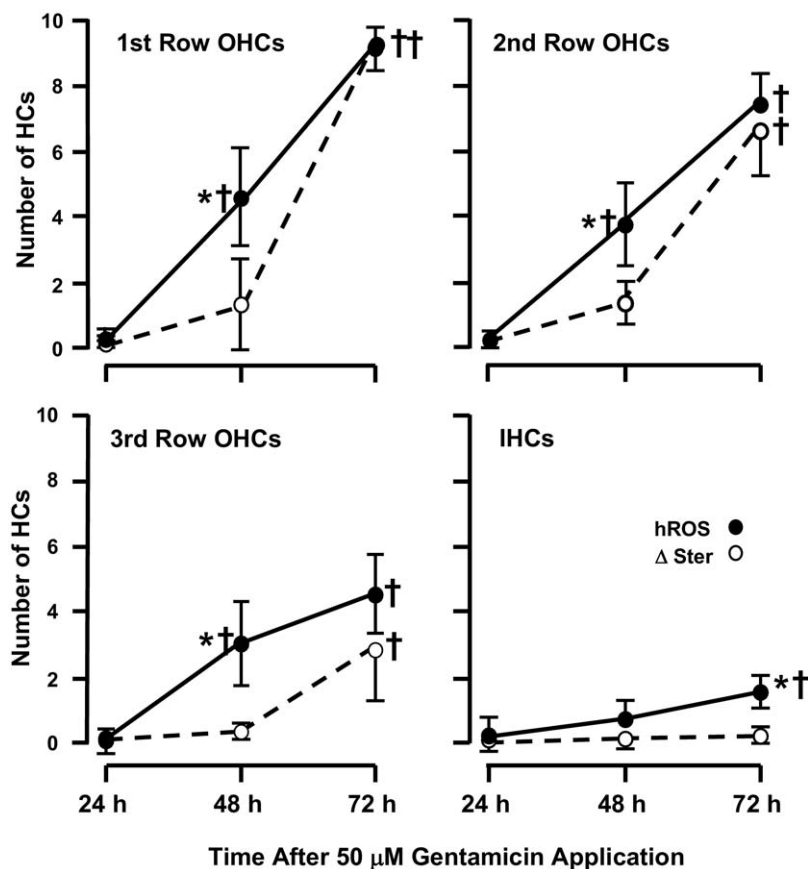 1st Row OHCs
2nd Row OHCs
Number of HCs
10
8
6
4
2
0
*†
††
*†
†
†
3rd Row OHCs
IHCs
Number of HCs
10
8
6
4
2
0
*†
†
†
hROS
Δ Ster
*†
24 h 48 h 72 h 24 h 48 h 72 h
Time After 50 μM Gentamicin Application